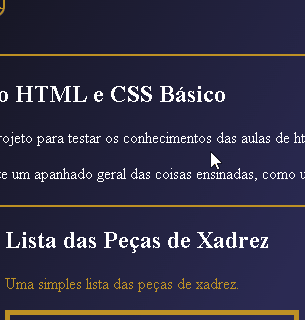 o HTML e CSS Básico
rojeto para testar os conhecimentos das aulas de ht
te um apanhado geral das coisas ensinadas, como u
Lista das Peças de Xadrez
Uma simples lista das peças de xadrez.